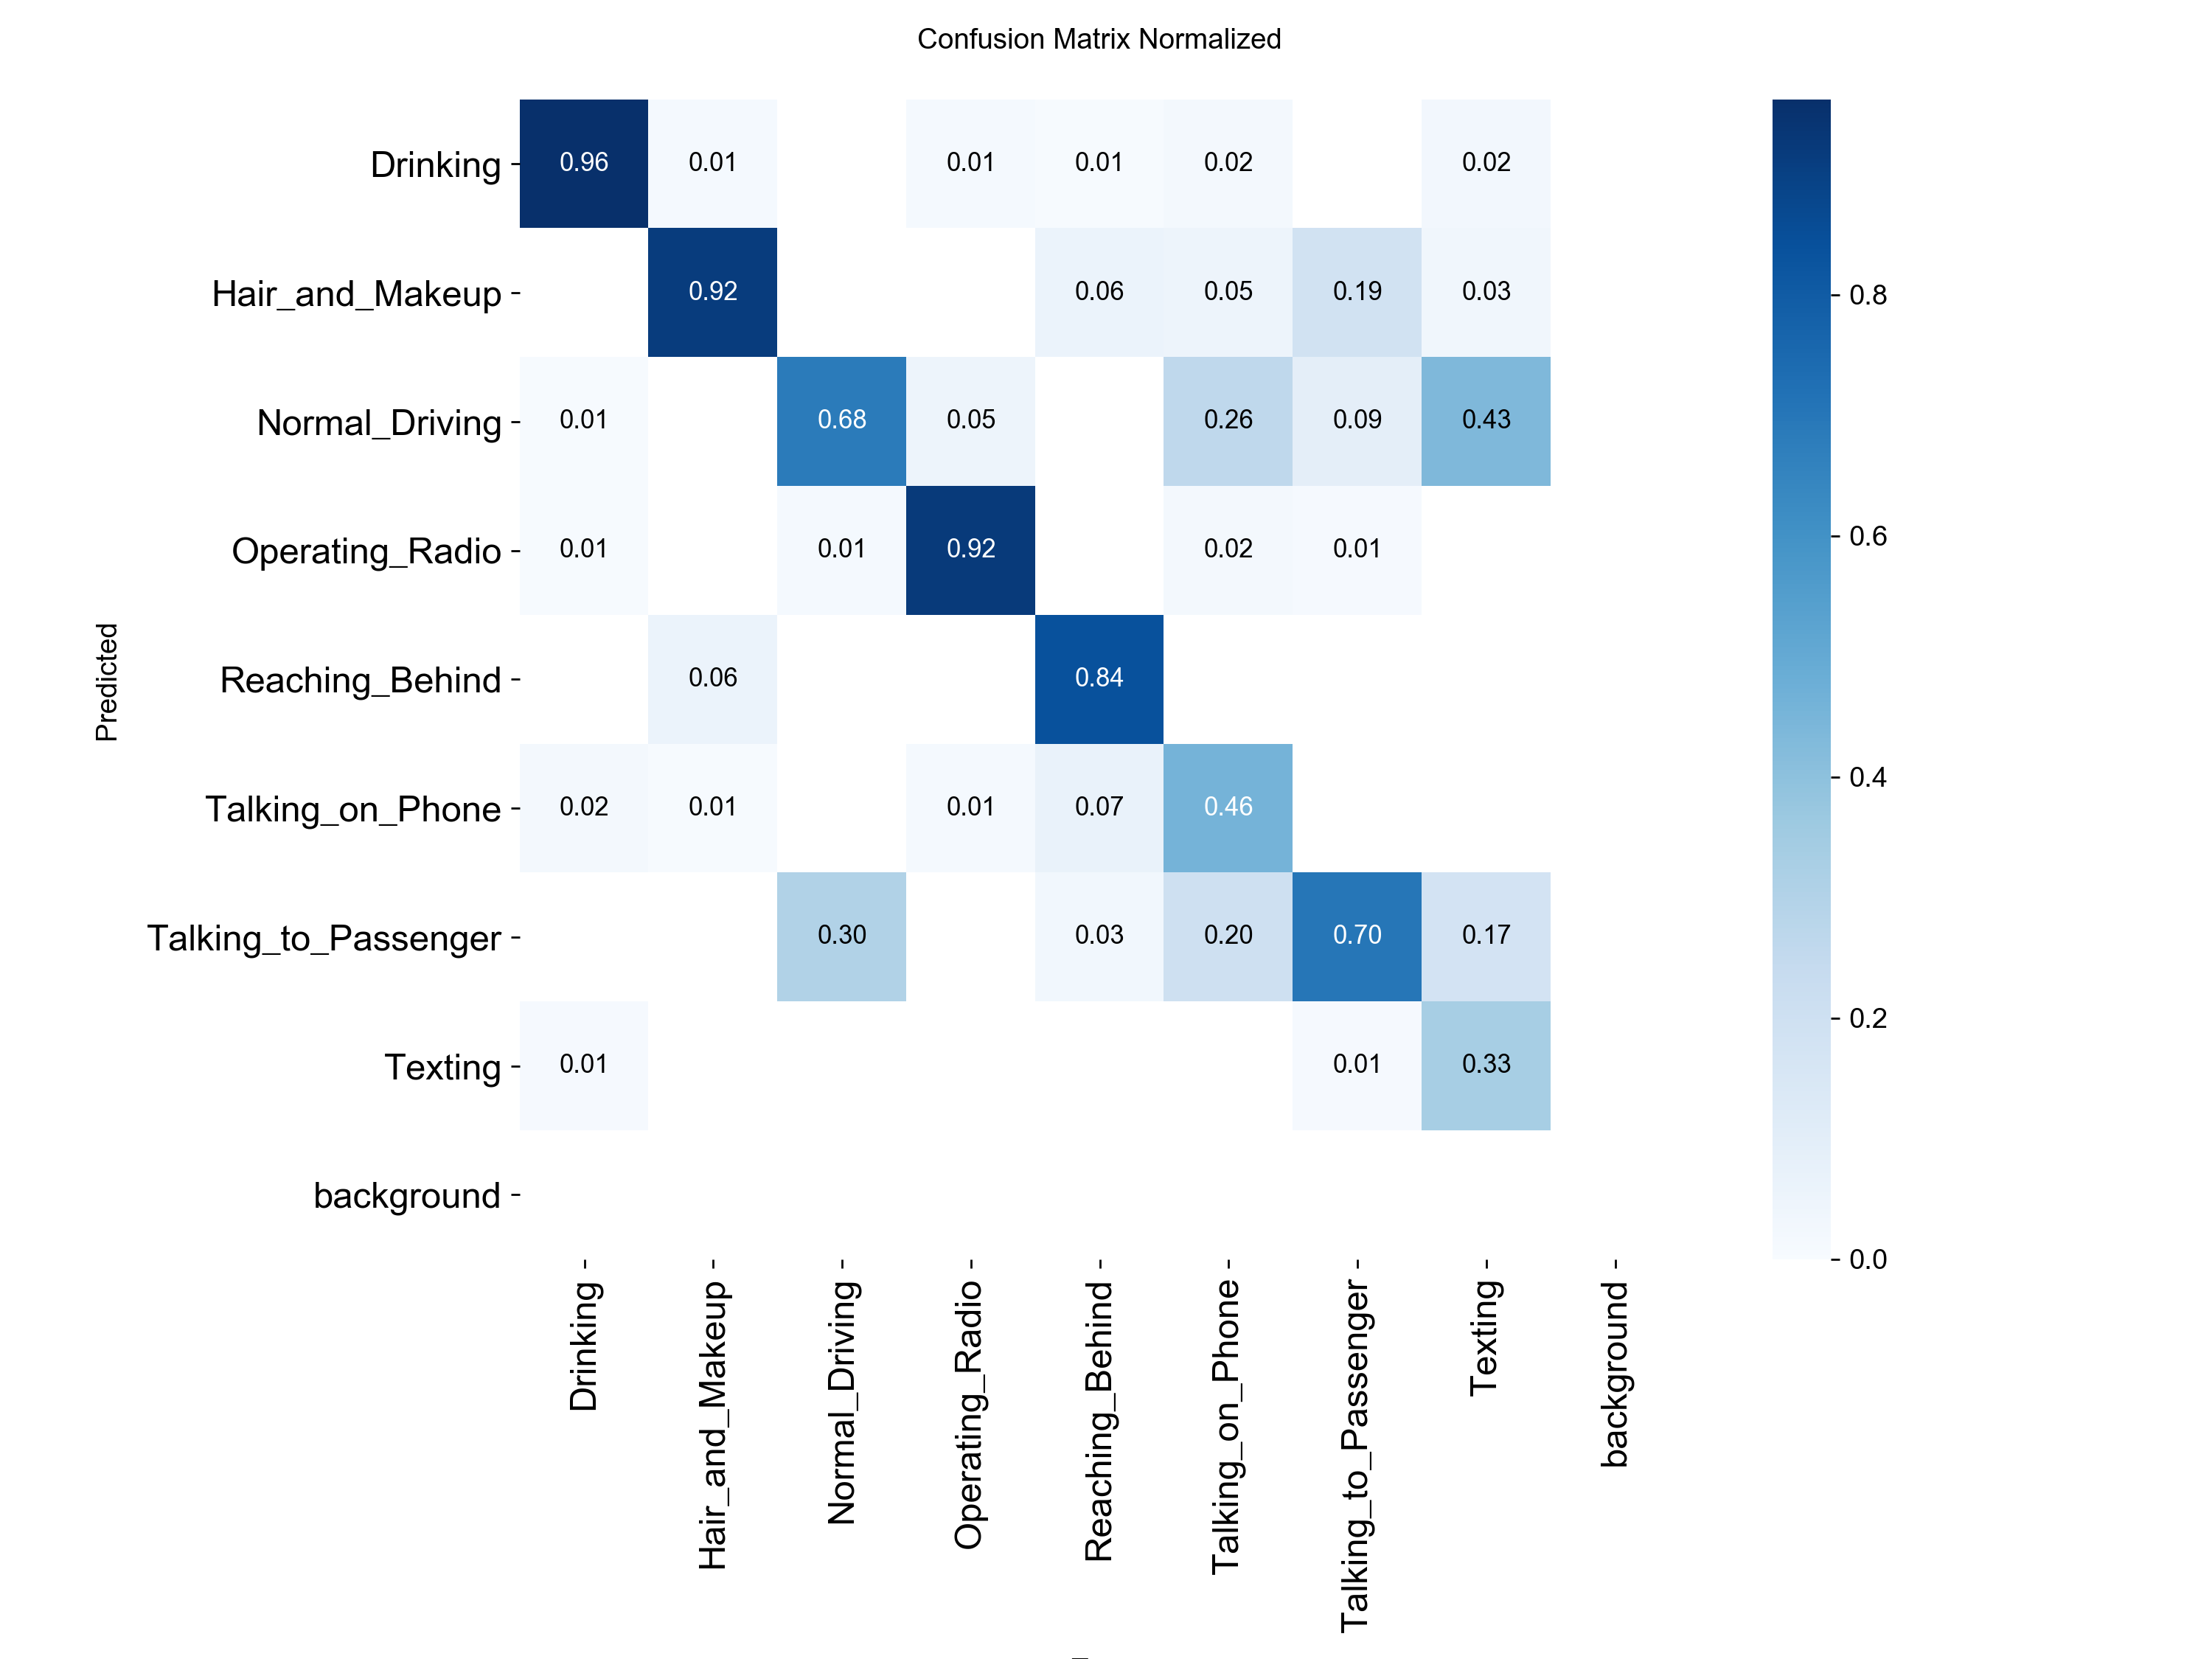 Confusion Matrix Normalized
Drinking 0.96 0.01 0.01 0.01 0.02 0.02
Hair_and_Makeup 0.92 0.06 0.05 0.19 0.03
Normal_Driving 0.01 0.68 0.05 0.26 0.09 0.43
Operating_Radio 0.01 0.01 0.92 0.02 0.01
Reaching_Behind 0.06 0.84
Talking_on_Phone 0.02 0.01 0.01 0.07 0.46
Talking_to_Passenger 0.30 0.03 0.20 0.70 0.17
Texting 0.01 0.01 0.33
background
Predicted
Drinking
Hair_and_Makeup
Normal_Driving
Operating_Radio
Reaching_Behind
Talking_on_Phone
Talking_to_Passenger
Texting
background
0.8
0.6
0.4
0.2
0.0